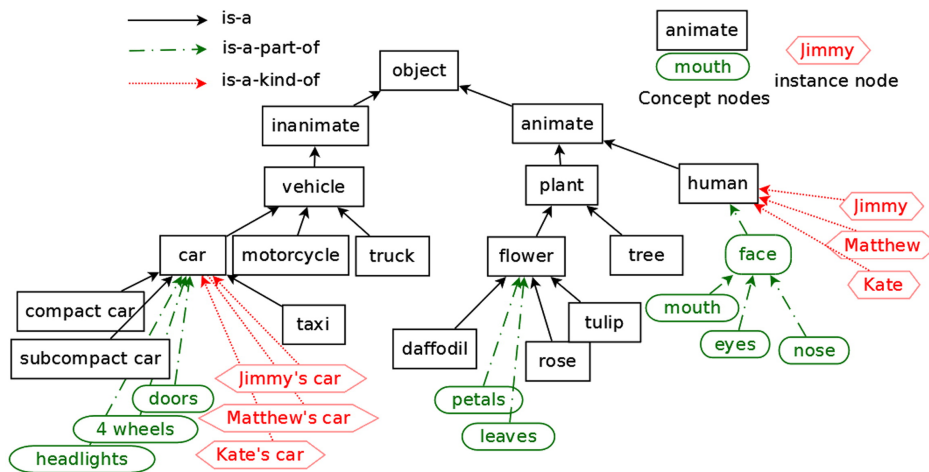 is-a
is-a-part-of
is-a-kind-of
animate
mouth
Jimmy
Concept nodes
instance node
object
inanimate
animate
vehicle
plant
human
Jimmy
Matthew
Kate
car
motorcycle
truck
flower
tree
face
compact car
subcompact car
taxi
daffodil
rose
tulip
mouth
eyes
nose
doors
4 wheels
headlights
Jimmy's car
Matthew's car
Kate's car
petals
leaves